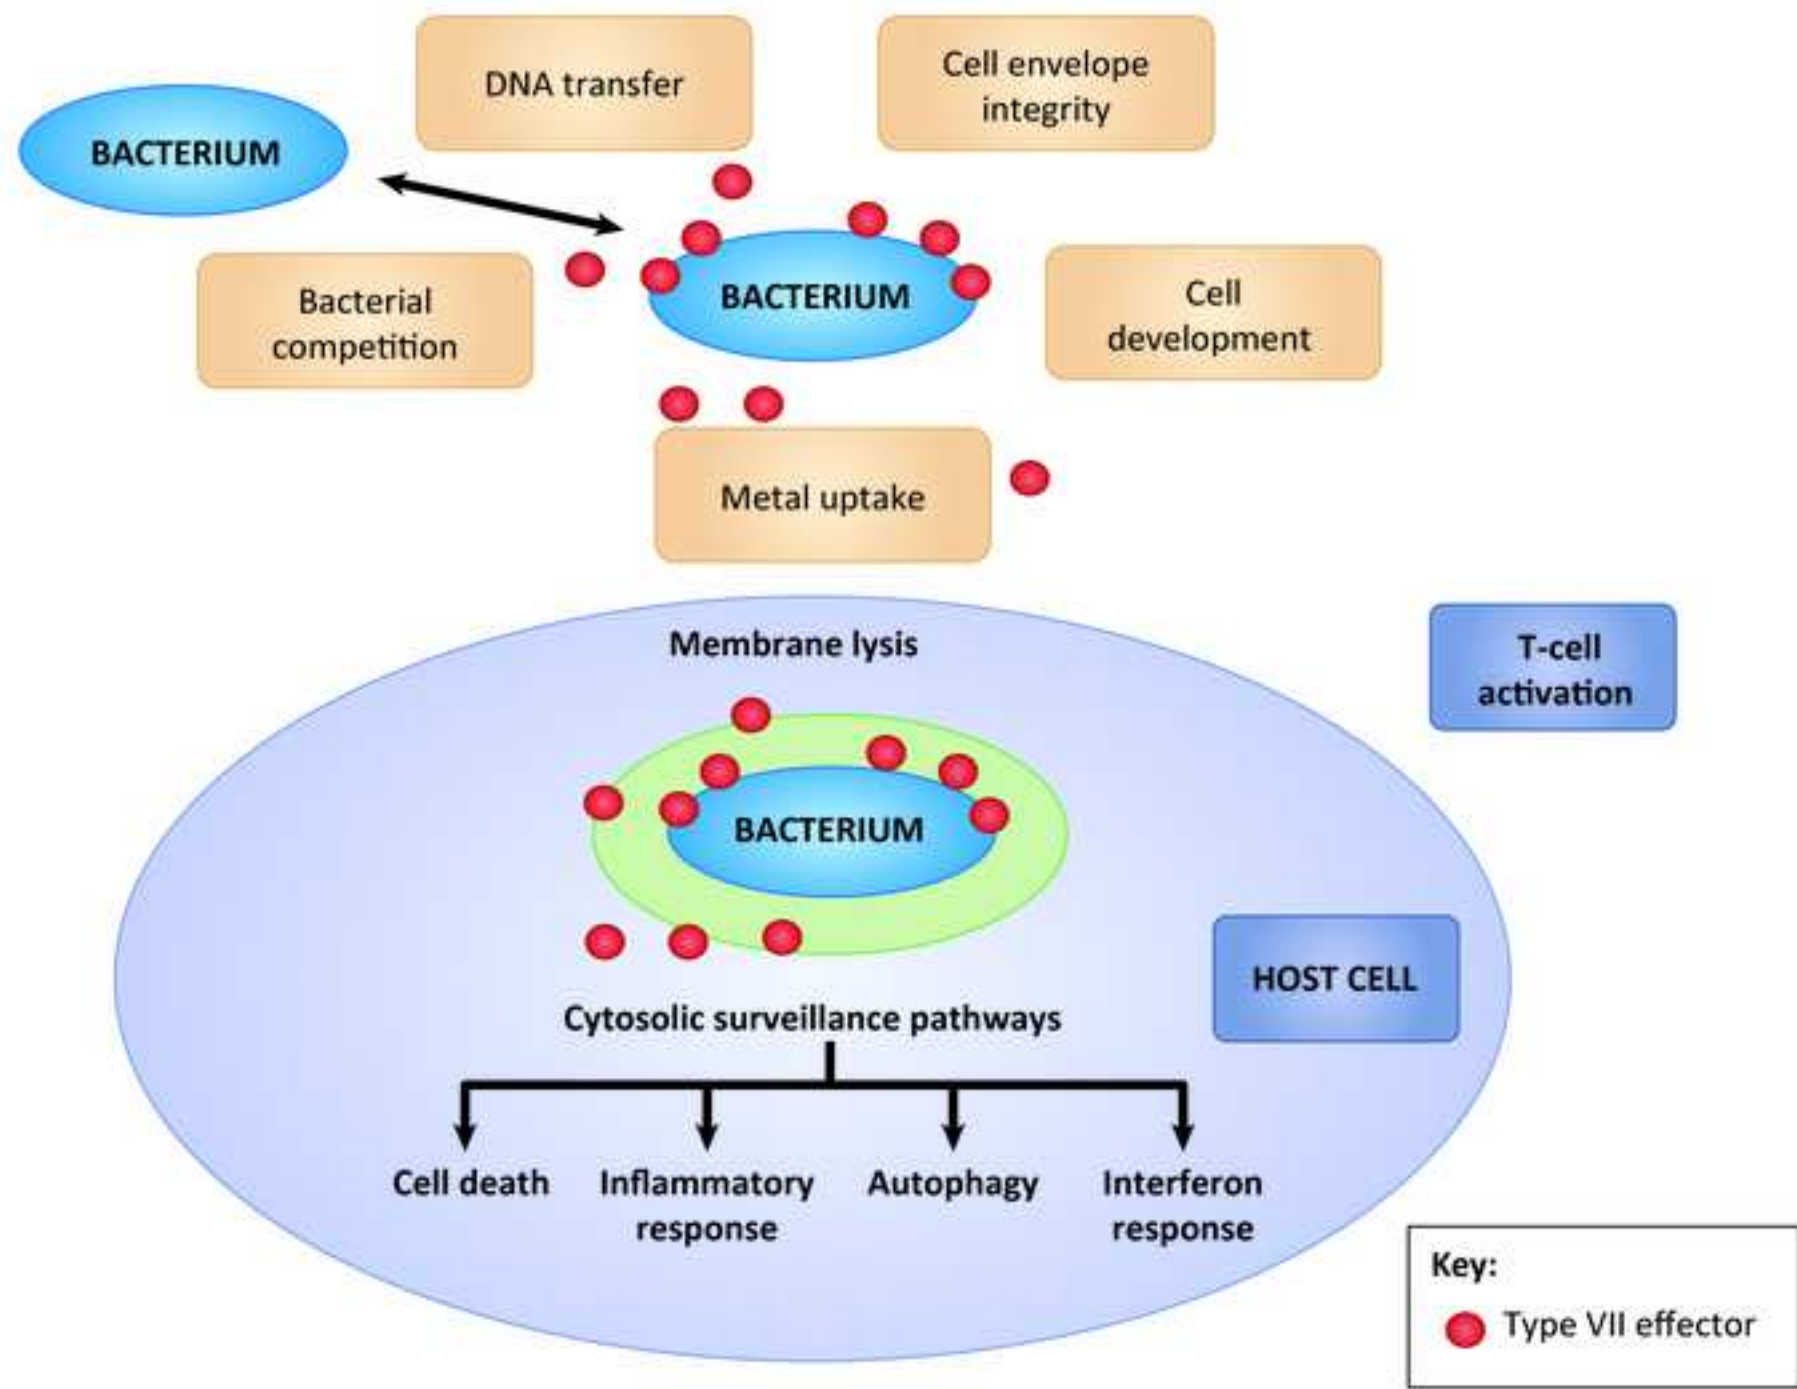 DNA transfer
Cell envelope
integrity
BACTERIUM
Bacterial
competition
BACTERIUM
Cell
development
Metal uptake
Membrane lysis
T-cell
activation
BACTERIUM
HOST CELL
Cytosolic surveillance pathways
Cell death
Inflammatory
response
Autophagy
Interferon
response
Key:
Type VII effector